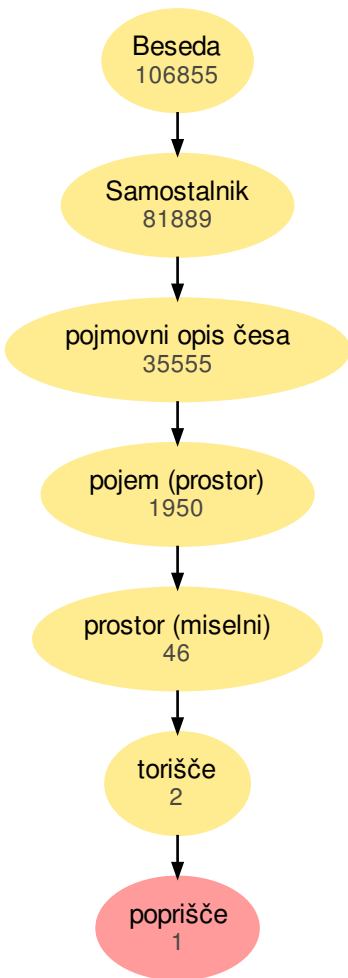 Beseda
106855
Samostalnik
81889
pojmovni opis česa
35555
pojem (prostor)
1950
prostor (miselni)
46
torišče
2
poprišče
1